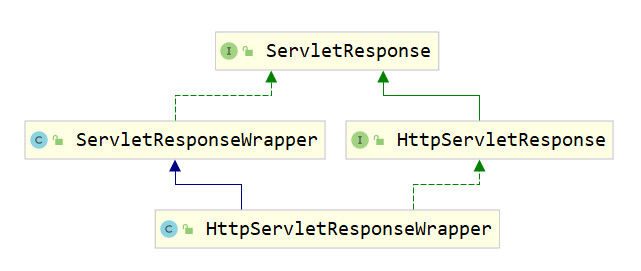 I ServletResponse
C ServletResponseWrapper
I HttpServletResponse
C HttpServletResponseWrapper